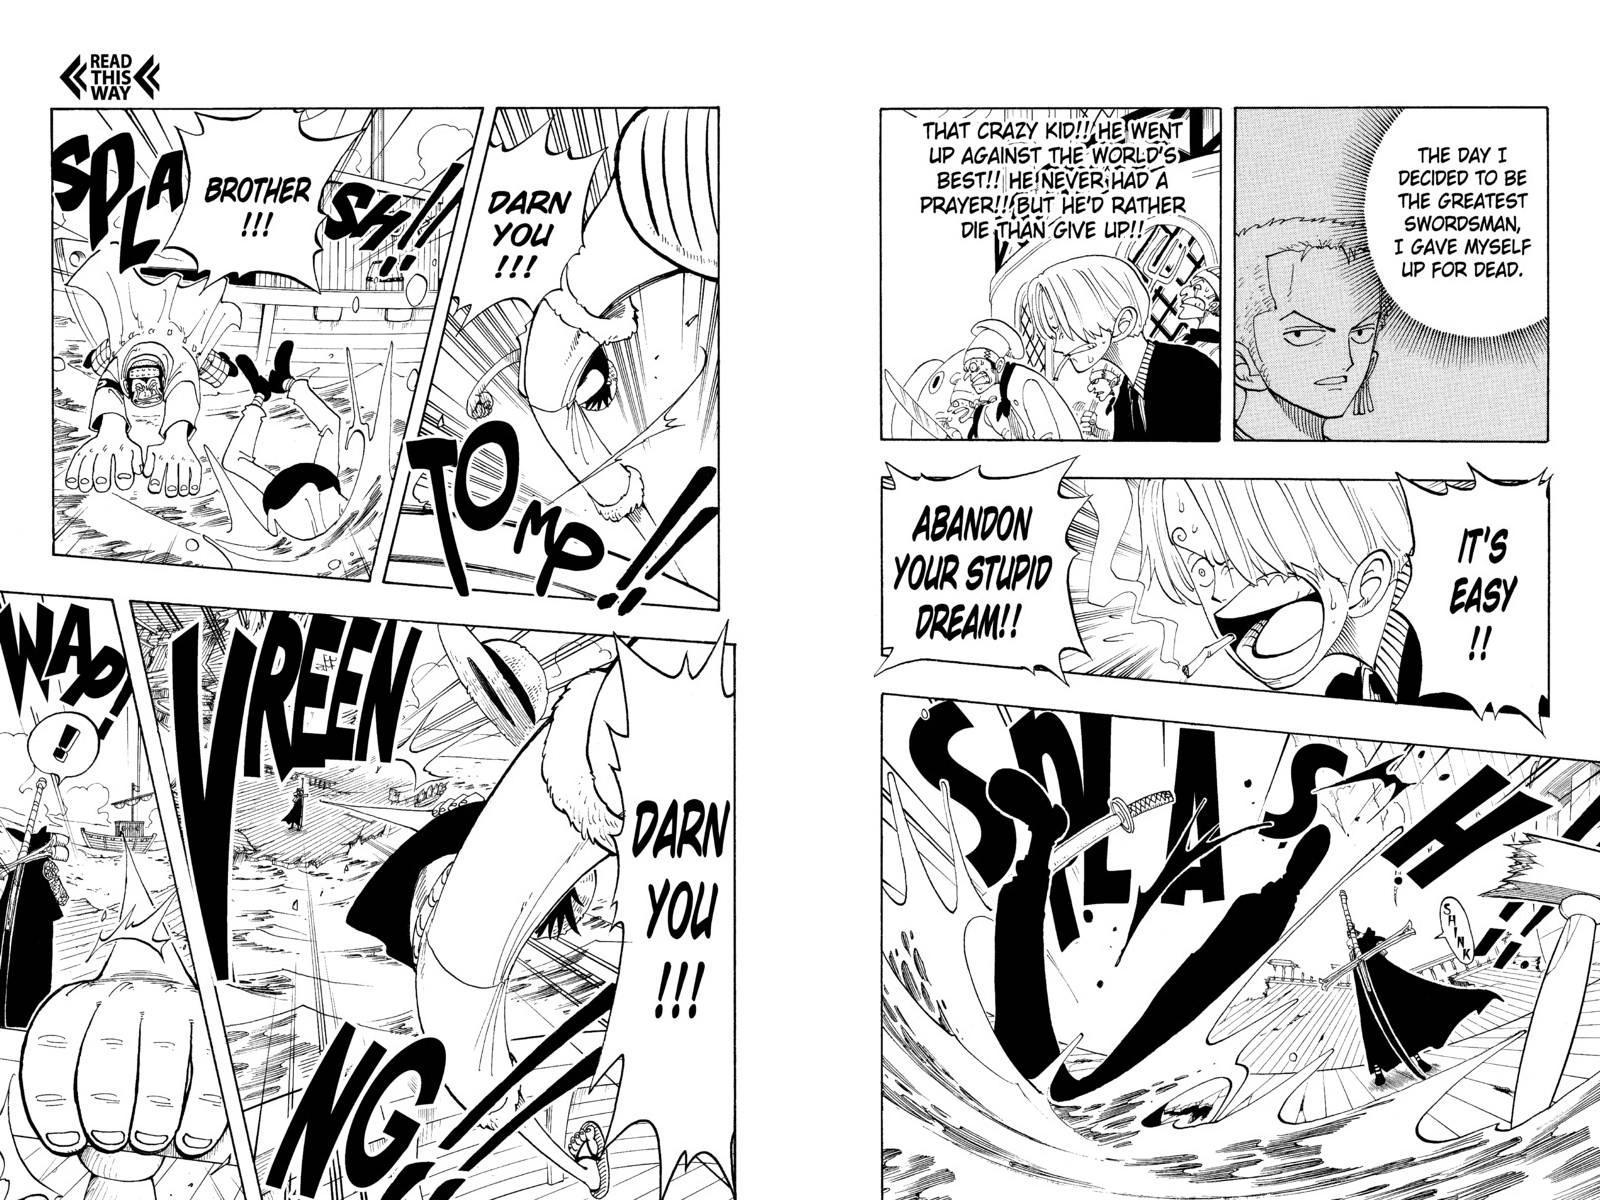 READ
THIS
WAY
THE DAY I
DECIDED TO BE
THE GREATEST
SWORDSMAN,
I GAVE MYSELF
UP FOR DEAD.
THAT CRAZY KID!! HE WENT
UP AGAINST THE WORLD'S
BEST!! HE NEVER HAD A
PRAYER!! BUT HE'D RATHER
DIE THAN GIVE UP!!
IT'S
EASY
!!
ABANDON
YOUR STUPID
DREAM!!
SPLASH!!
SHINK
DARN
YOU
!!!
TOMP!!
BROTHER
!!!
SPLASH!!
DARN
YOU
!!!
VREEN
NG!!
WAP!
!